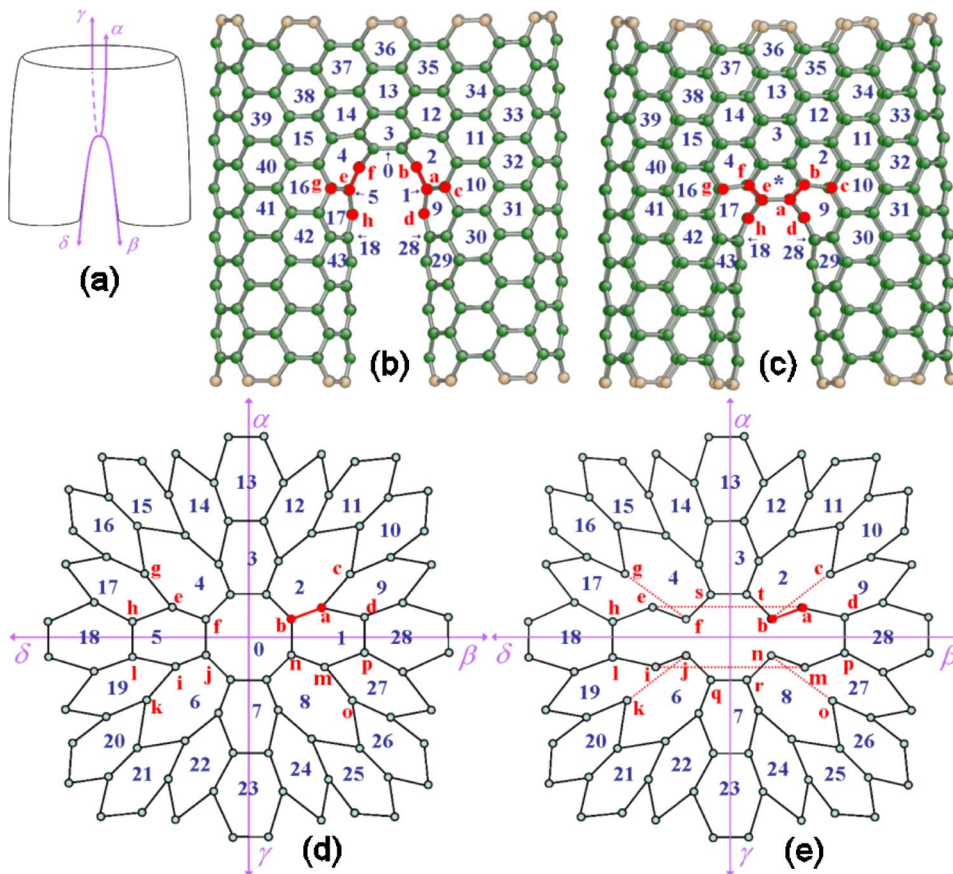 γ α
δ β
(a)
36
37 35
38 13 34
39 14 12 33
15 3 11
40 4 0 2 32
g 16 e f b a 10 c
41 h 17 5 1 d 9 31
42 18 28 30
43 29
(b)
36
37 35
38 13 34
39 14 12 33
15 3 11
40 4 * 2 32
g 16 f e b 10 c
41 17 h a d 9 31
42 18 28 30
43 29
(c)
α
13
15 14 12 11
16 10
3
g 4 2 c
17 9
h e f b a d
18 5 0 1 28
δ β
l i j n m p
19 6 7 8 27
k o
20 26
21 22 23 24 25
γ
(d)
α
13
15 14 12 11
16 10
3
g 4 2 c
17 9
h e f s t b a d
18 28
δ β
l i j n m p
19 6 q 7 r 8 27
k o
20 26
21 22 23 24 25
γ
(e)